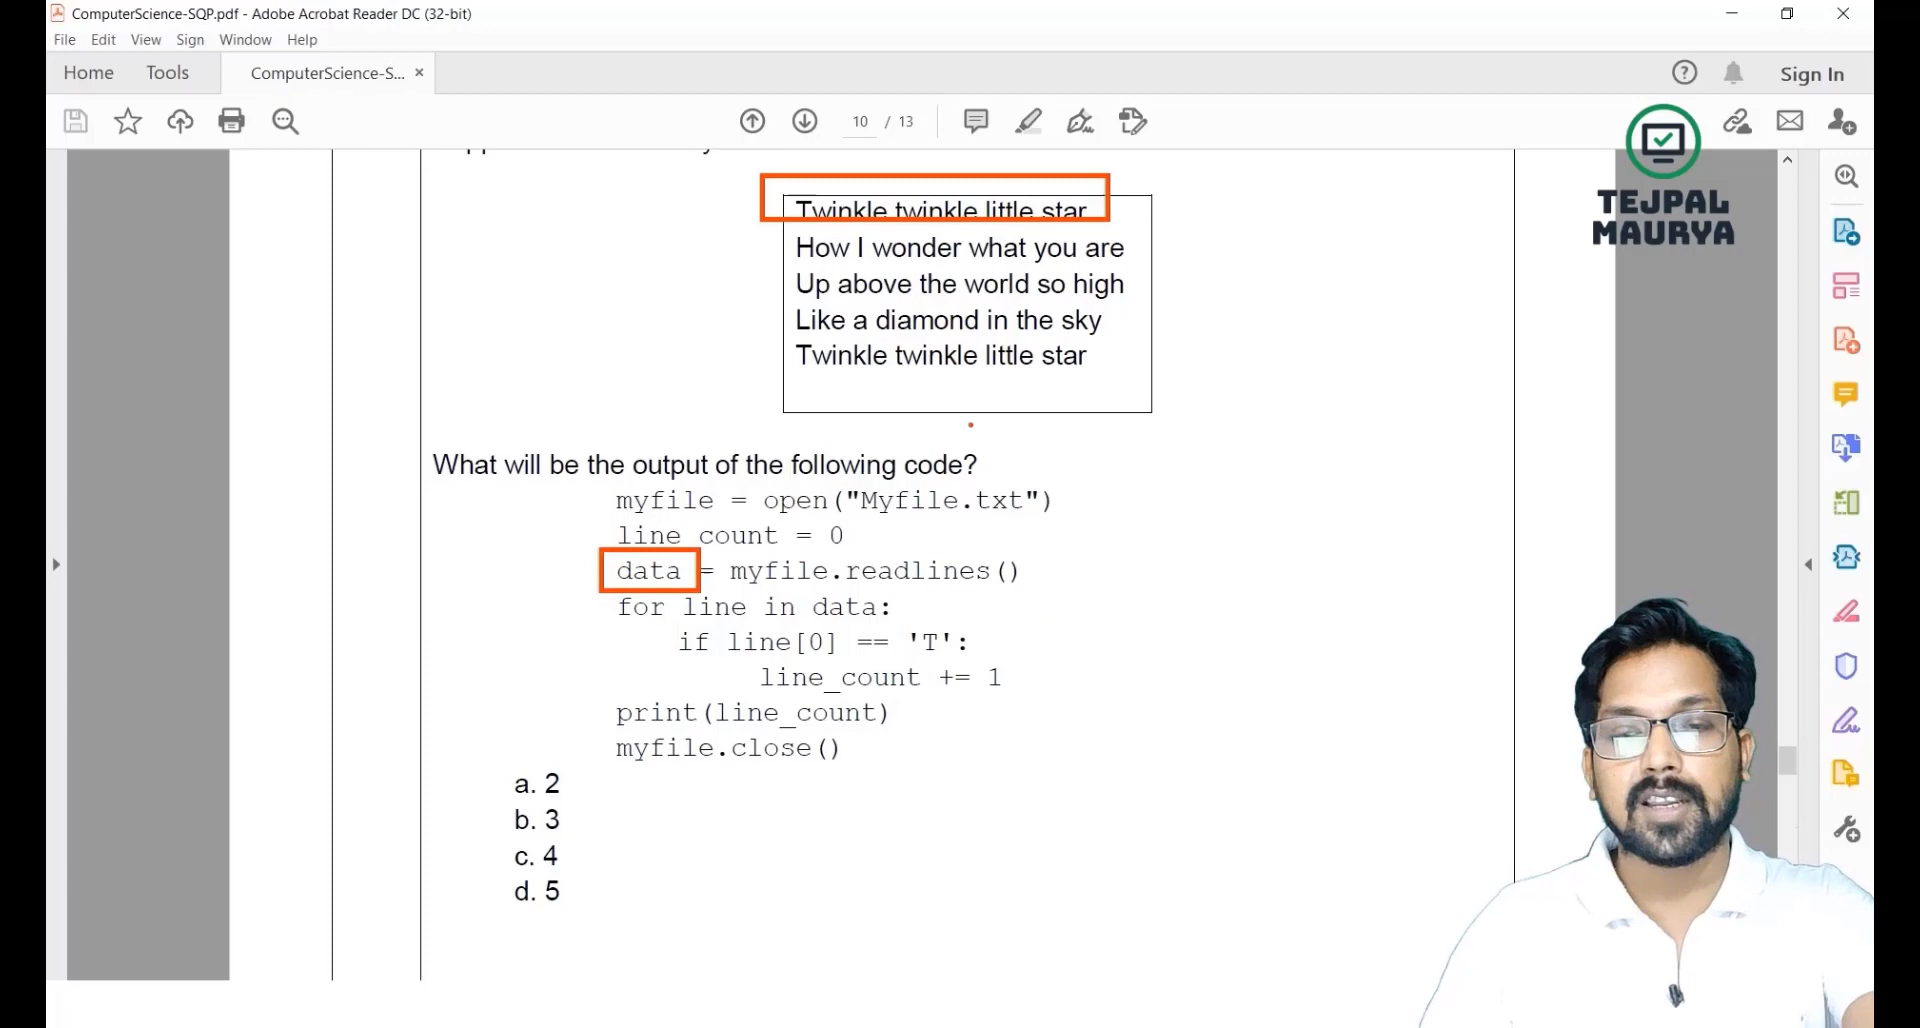 ComputerScience-SQP.pdf - Adobe Acrobat Reader DC (32-bit)
File Edit View Sign Window Help
Home Tools ComputerScience-S... × Sign In
10 / 13
TEJPAL
MAURYA
Twinkle twinkle little star
How I wonder what you are
Up above the world so high
Like a diamond in the sky
Twinkle twinkle little star
What will be the output of the following code?
myfile = open("Myfile.txt")
line_count = 0
data = myfile.readlines()
for line in data:
if line[0] == 'T':
line_count += 1
print(line_count)
myfile.close()
a. 2
b. 3
c. 4
d. 5